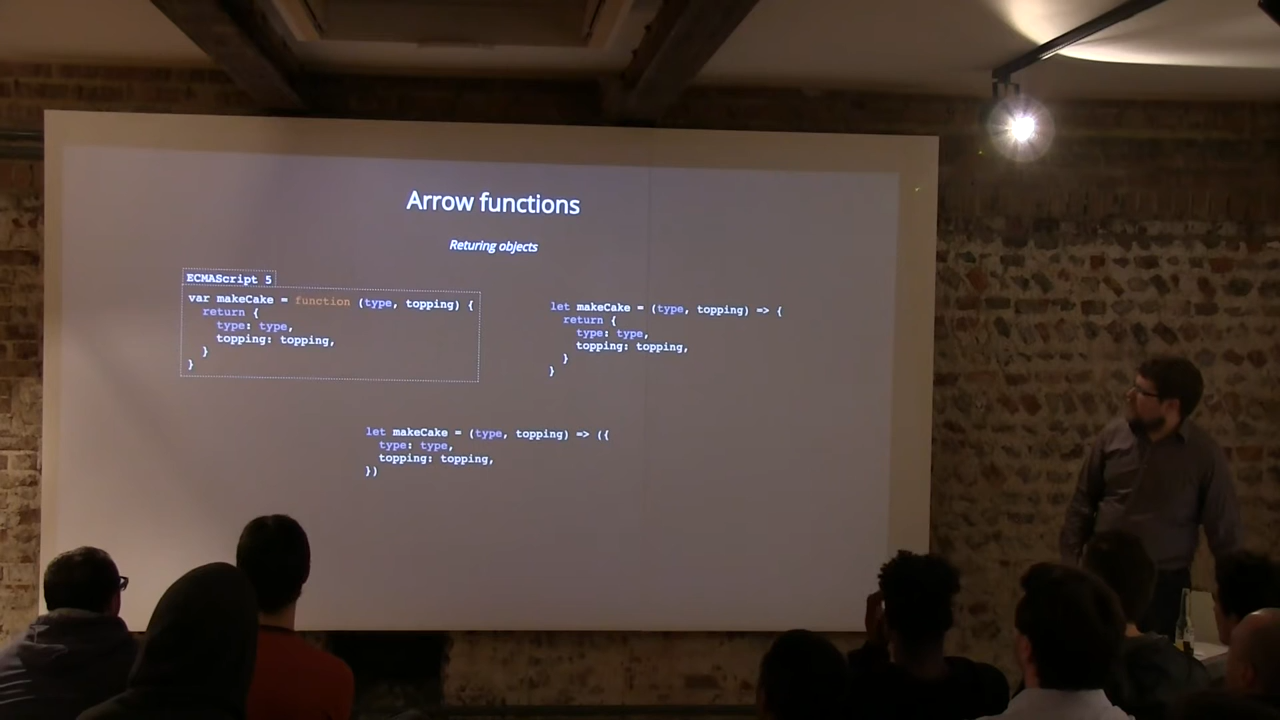 Arrow functions
Returing objects
ECMAScript 5
var makeCake = function (type, topping) {
  return {
    type: type,
    topping: topping,
  }
}
let makeCake = (type, topping) => {
  return {
    type: type,
    topping: topping,
  }
}
let makeCake = (type, topping) => ({
  type: type,
  topping: topping,
})